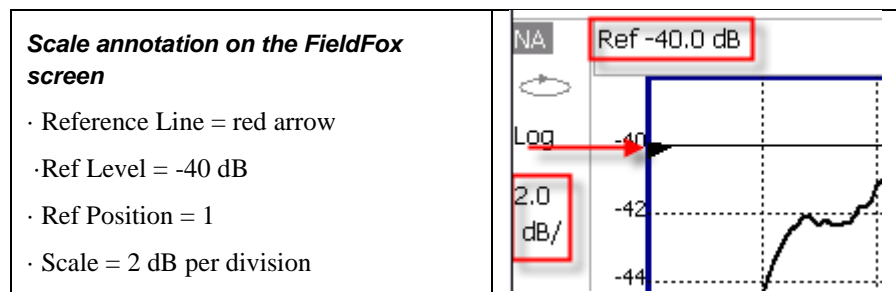 Scale annotation on the FieldFox
screen
· Reference Line = red arrow
·Ref Level = -40 dB
· Ref Position = 1
· Scale = 2 dB per division
NA
Ref -40.0 dB
Log
-40
2.0
dB/
-42
-44